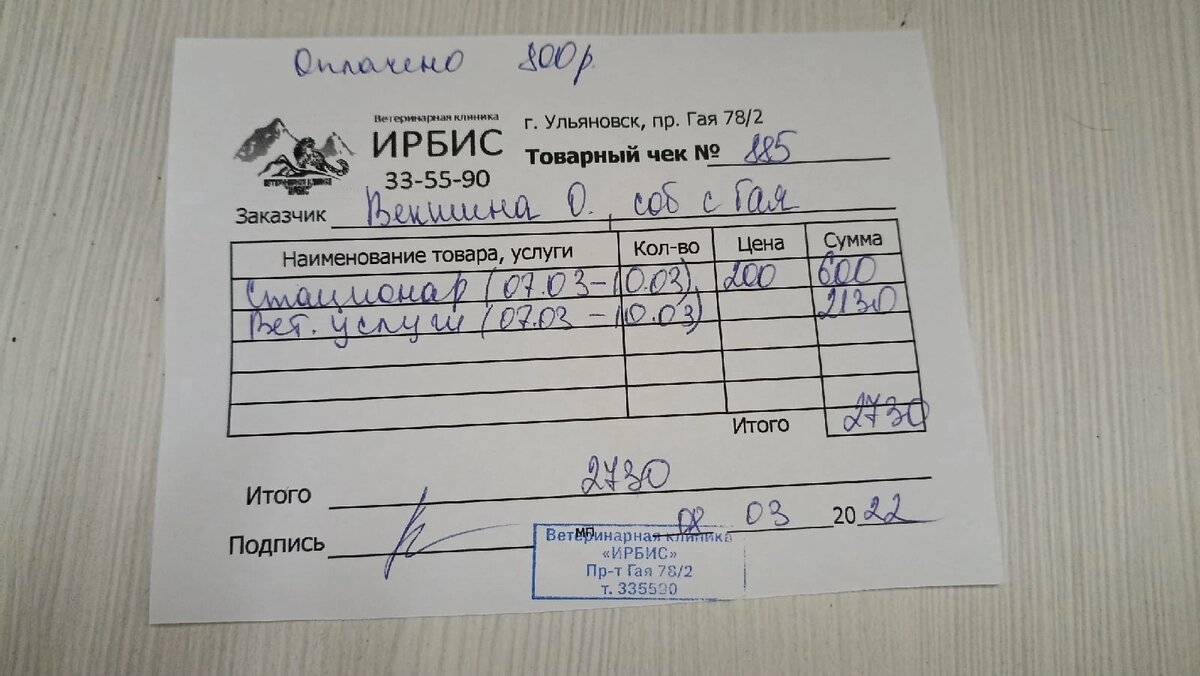 Оплачено 800р.
Ветеринарная клиника
ИРБИС
33-55-90
г. Ульяновск, пр. Гая 78/2
Товарный чек № 885
Заказчик Векшина О., соб с Гая
Наименование товара, услуги Кол-во Цена Сумма
Стационар (07.03-10.03) 200 600
Вет. услуги (07.03 - 10.03) 2130
Итого 2730
Итого 2730
Подпись МП 08 03 2022
Ветеринарная клиника
«ИРБИС»
Пр-т Гая 78/2
т. 335590